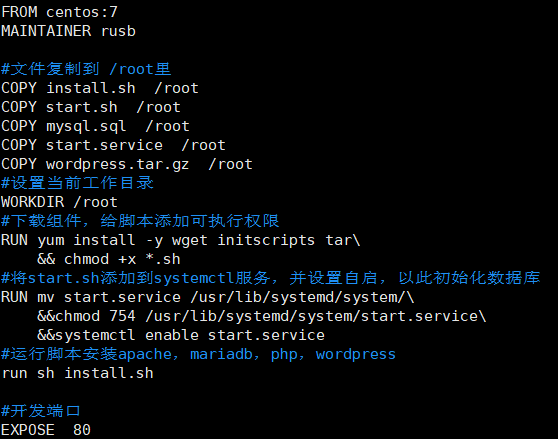 FROM centos:7
MAINTAINER rusb
#文件复制到 /root里
COPY install.sh  /root
COPY start.sh  /root
COPY mysql.sql  /root
COPY start.service  /root
COPY wordpress.tar.gz  /root
#设置当前工作目录
WORKDIR /root
#下载组件，给脚本添加可执行权限
RUN yum install -y wget initscripts tar\
    && chmod +x *.sh
#将start.sh添加到systemctl服务，并设置自启，以此初始化数据库
RUN mv start.service /usr/lib/systemd/system/\
    &&chmod 754 /usr/lib/systemd/system/start.service\
    &&systemctl enable start.service
#运行脚本安装apache，mariadb，php，wordpress
run sh install.sh
#开发端口
EXPOSE  80